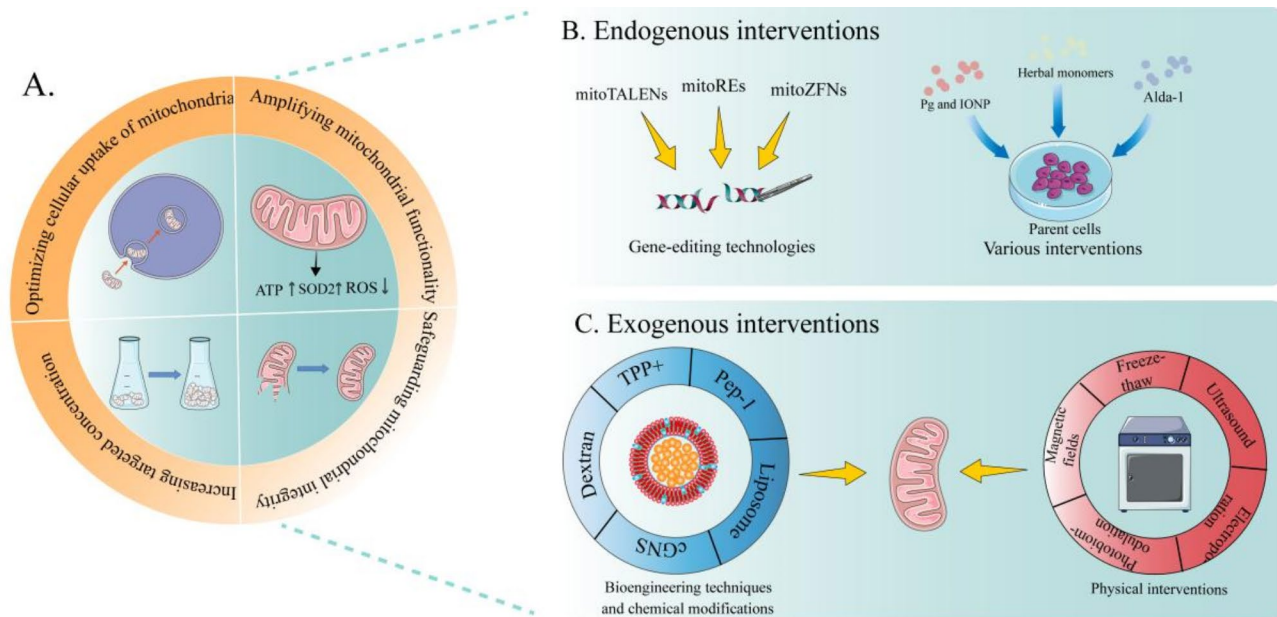 A.
Optimizing cellular uptake of mitochondria
Amplifying mitochondrial functionality
Safeguarding mitochondrial integrity
Increasing targeted concentration
ATP ↑ SOD2↑ ROS ↓
B. Endogenous interventions
mitoTALENs
mitoREs
mitoZFNs
Gene-editing technologies
Pg and IONP
Herbal monomers
Alda-1
Parent cells
Various interventions
C. Exogenous interventions
TPP+
Pep-1
Liposome
cGNS
Dextran
Bioengineering techniques
and chemical modifications
Freeze-
thaw
Ultrasound
Electropo
ration
Photobiom-
odulation
Magnetic
fields
Physical interventions